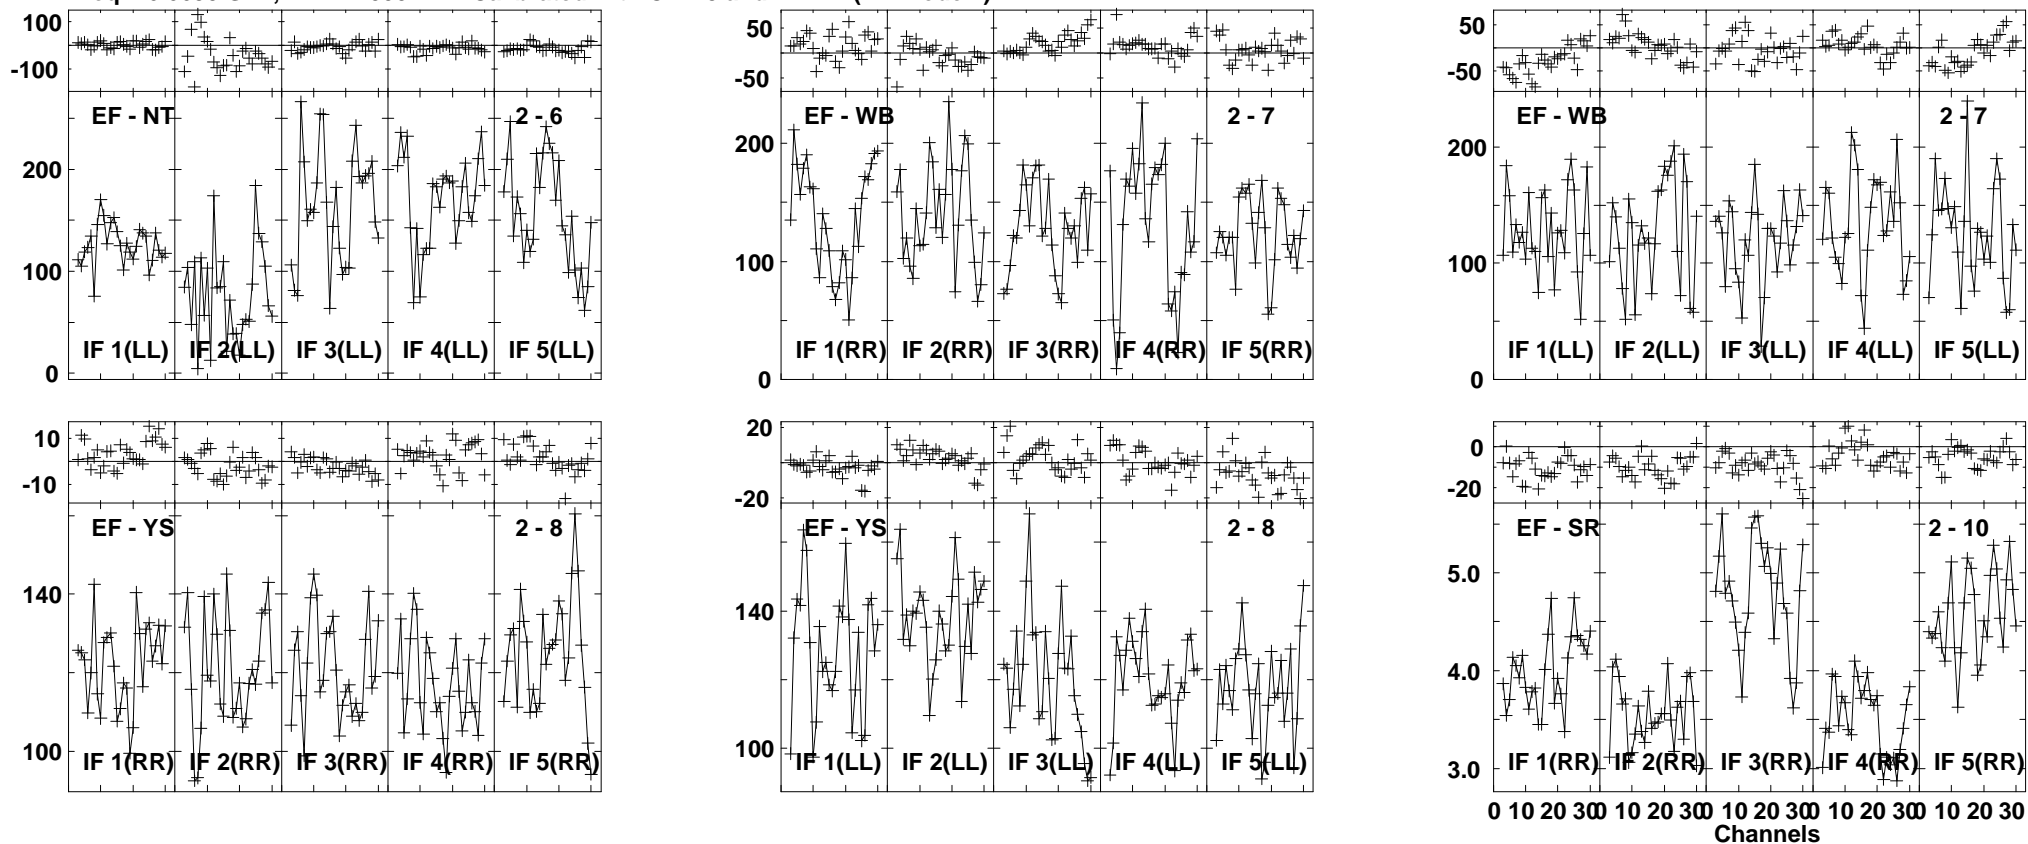 100
-100
EF - NT
2 - 6
200
100
0
IF 1(LL) IF 2(LL) IF 3(LL) IF 4(LL) IF 5(LL)
50
-50
EF - WB
2 - 7
200
100
0
IF 1(RR) IF 2(RR) IF 3(RR) IF 4(RR) IF 5(RR)
50
-50
EF - WB
2 - 7
200
100
0
IF 1(LL) IF 2(LL) IF 3(LL) IF 4(LL) IF 5(LL)
10
-10
EF - YS
2 - 8
140
100
IF 1(RR) IF 2(RR) IF 3(RR) IF 4(RR) IF 5(RR)
20
-20
EF - YS
2 - 8
140
100
IF 1(LL) IF 2(LL) IF 3(LL) IF 4(LL) IF 5(LL)
0
-20
EF - SR
2 - 10
5.0
4.0
3.0
IF 1(RR) IF 2(RR) IF 3(RR) IF 4(RR) IF 5(RR)
0 10 20 30 0 10 20 30 0 10 20 30 0 10 20 30 0 10 20 30
Channels